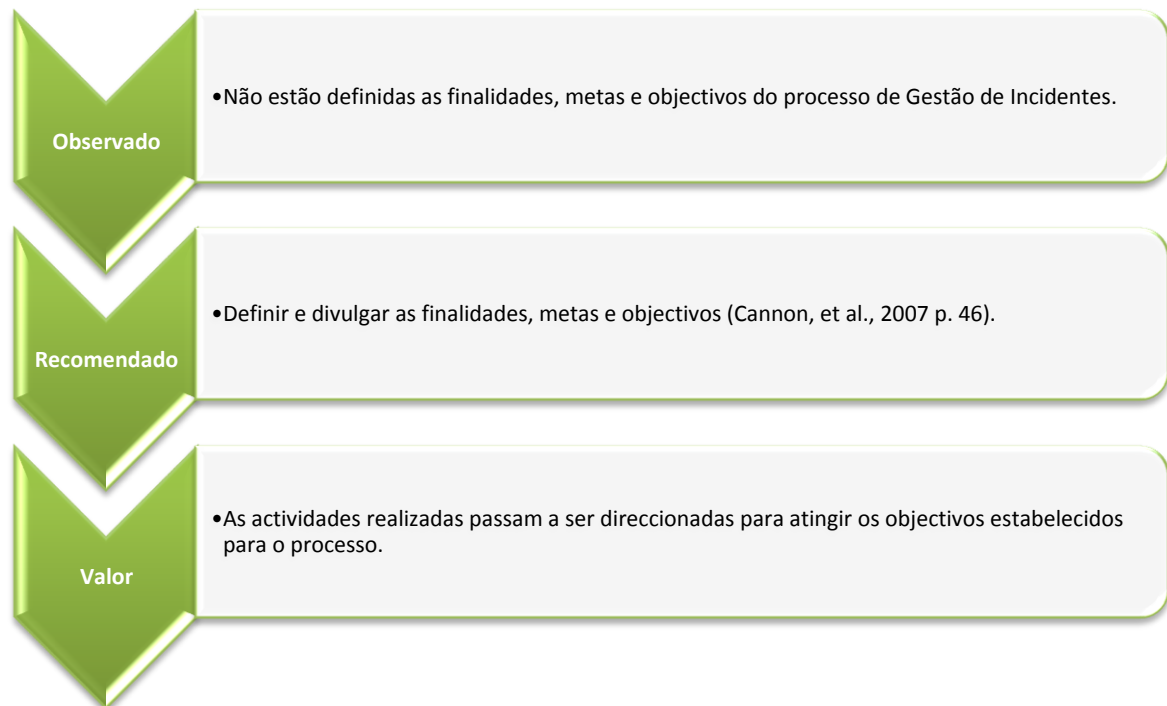 Observado
•Não estão definidas as finalidades, metas e objectivos do processo de Gestão de Incidentes.
Recomendado
•Definir e divulgar as finalidades, metas e objectivos (Cannon, et al., 2007 p. 46).
Valor
•As actividades realizadas passam a ser direccionadas para atingir os objectivos estabelecidos
para o processo.